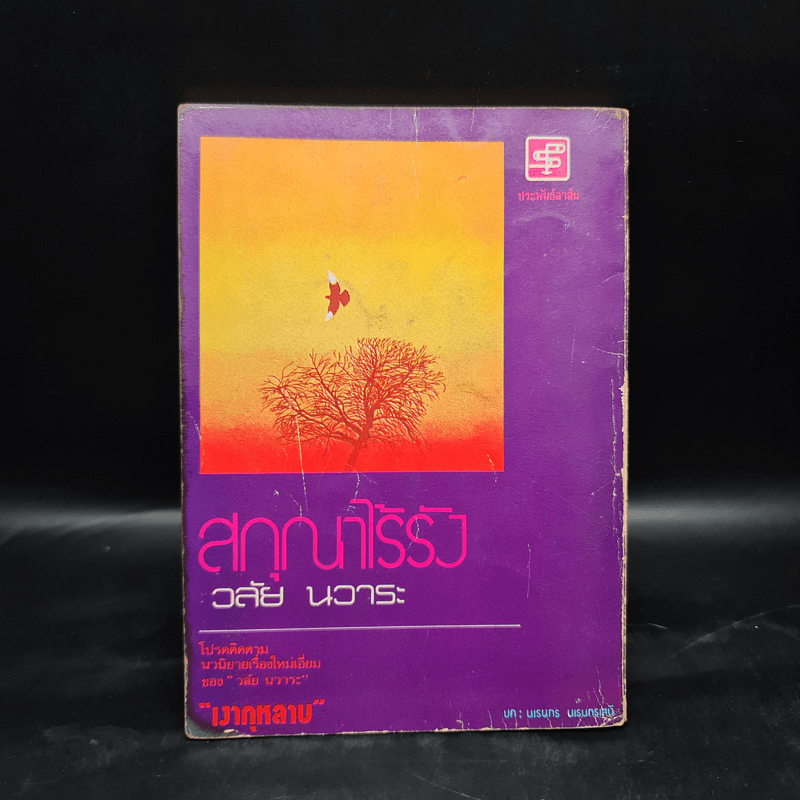 ประพันธ์สาส์น
สกุณาไร้รัง
วลัย นวาระ
โปรดติดตาม
นวนิยายเรื่องใหม่เอี่ยม
ของ "วลัย นวาระ"
"เงากุหลาบ"
บก : นเรนทร นเรนทรเสนี